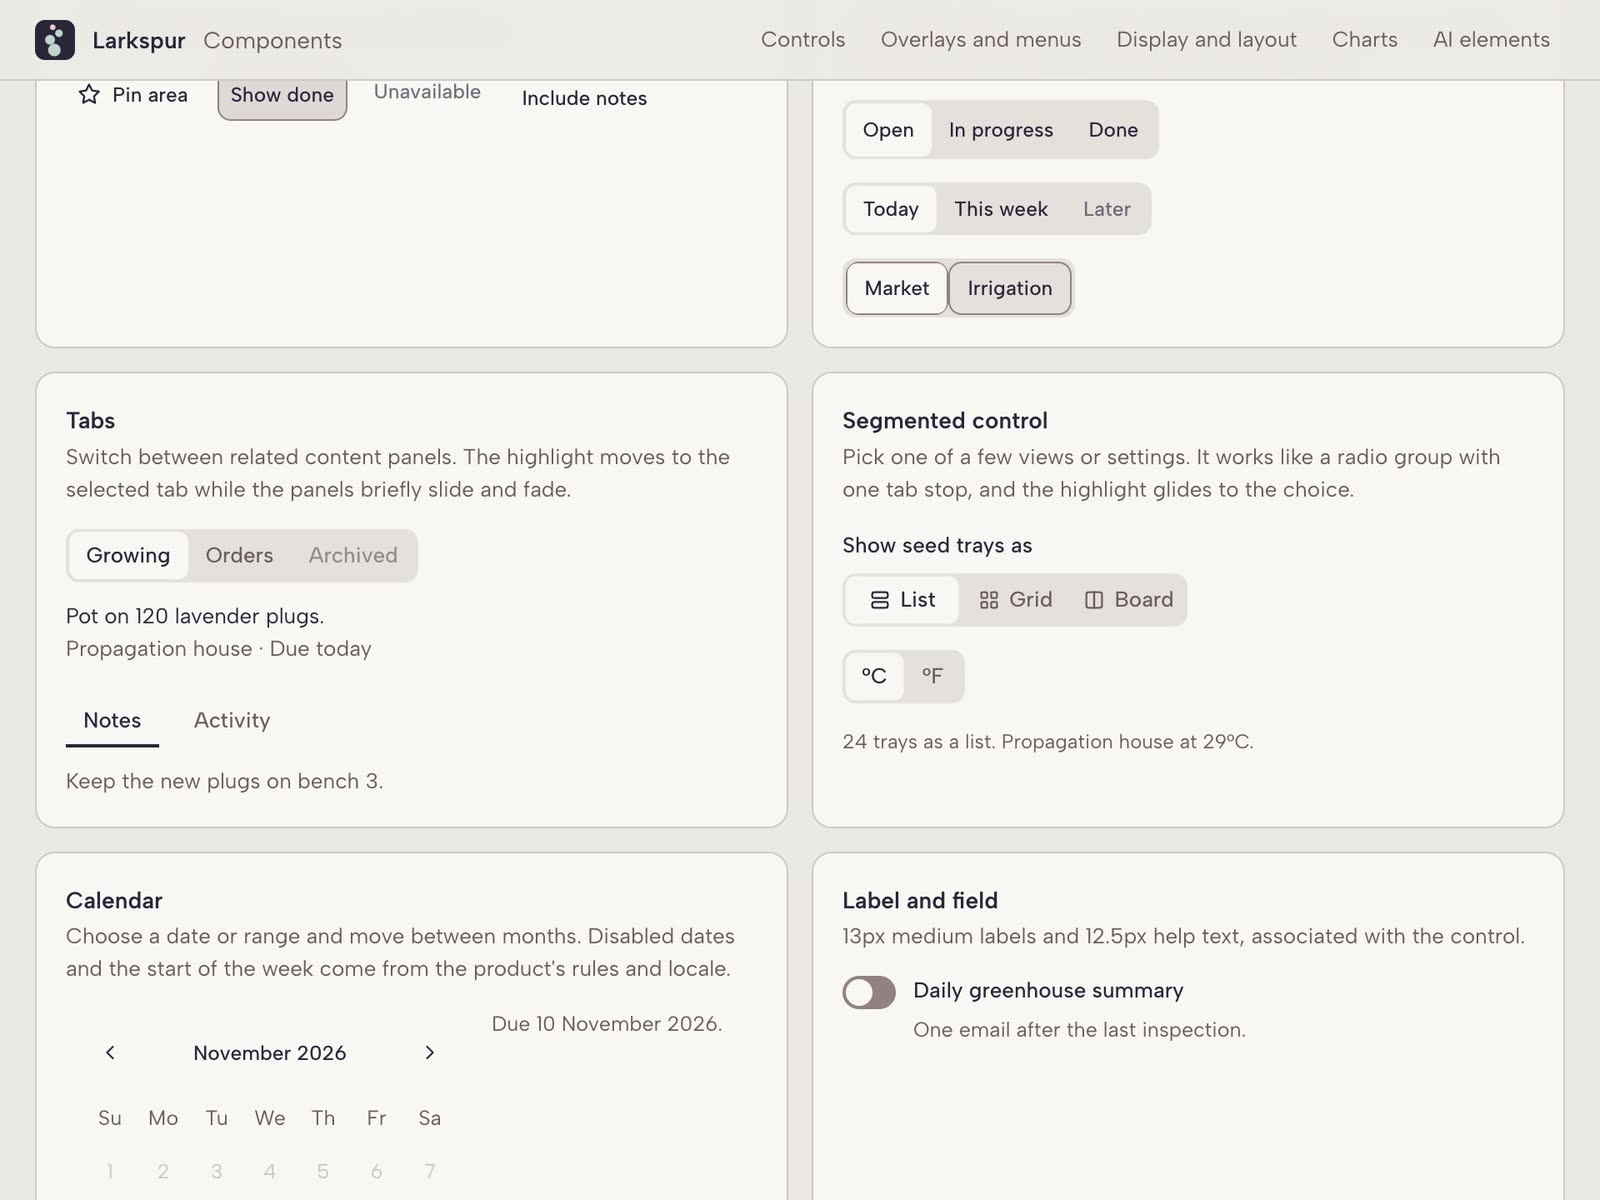 Larkspur Components Controls Overlays and menus Display and layout Charts AI elements
Pin area Show done Unavailable Include notes
Open In progress Done
Today This week Later
Market Irrigation
Tabs
Switch between related content panels. The highlight moves to the
selected tab while the panels briefly slide and fade.
Growing Orders Archived
Pot on 120 lavender plugs.
Propagation house · Due today
Notes Activity
Keep the new plugs on bench 3.
Segmented control
Pick one of a few views or settings. It works like a radio group with
one tab stop, and the highlight glides to the choice.
Show seed trays as
List Grid Board
°C °F
24 trays as a list. Propagation house at 29°C.
Calendar
Choose a date or range and move between months. Disabled dates
and the start of the week come from the product's rules and locale.
Due 10 November 2026.
November 2026
Su Mo Tu We Th Fr Sa
1 2 3 4 5 6 7
Label and field
13px medium labels and 12.5px help text, associated with the control.
Daily greenhouse summary
One email after the last inspection.